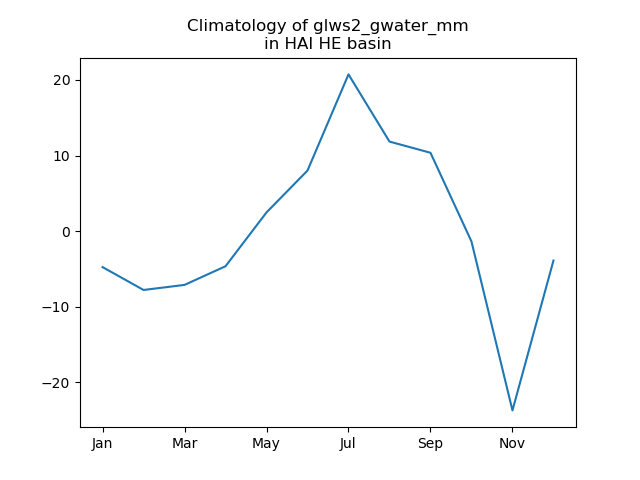 Climatology of glws2_gwater_mm
in HAI HE basin
20
10
0
−10
−20
Jan
Mar
May
Jul
Sep
Nov